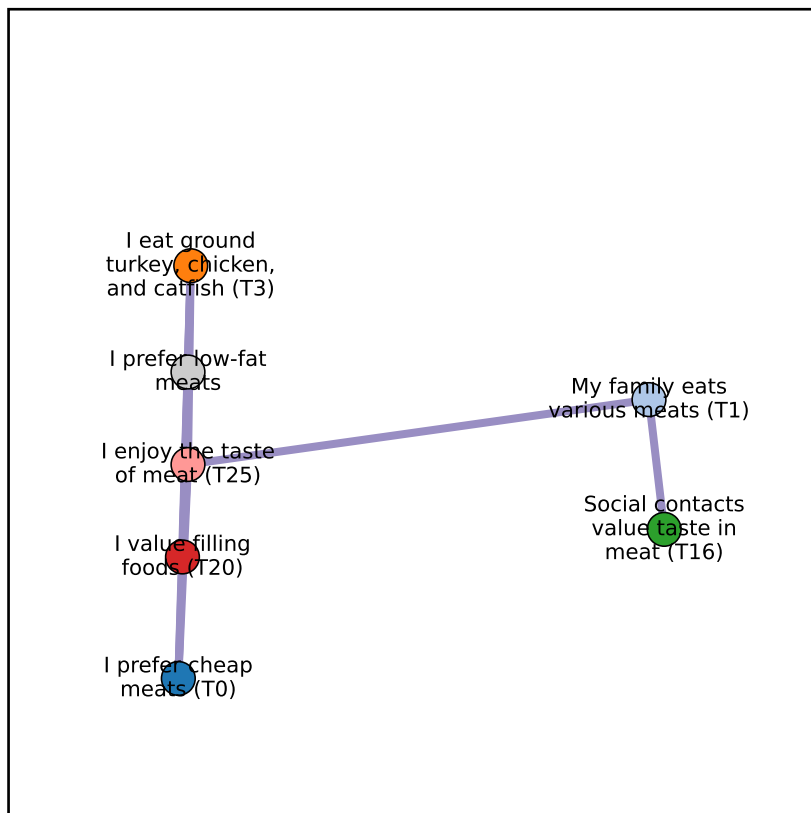 I eat ground
turkey, chicken,
and catfish (T3)
I prefer low-fat
meats
My family eats
various meats (T1)
I enjoy the taste
of meat (T25)
Social contacts
value taste in
meat (T16)
I value filling
foods (T20)
I prefer cheap
meats (T0)